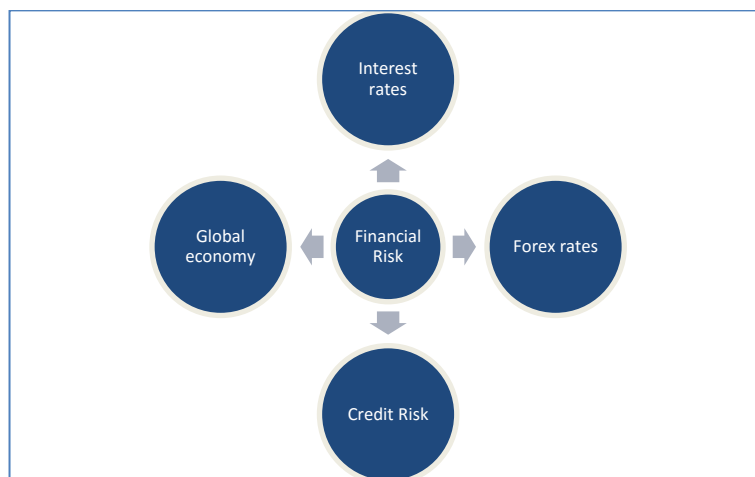 Interest
rates
Global
economy
Financial
Risk
Forex rates
Credit Risk